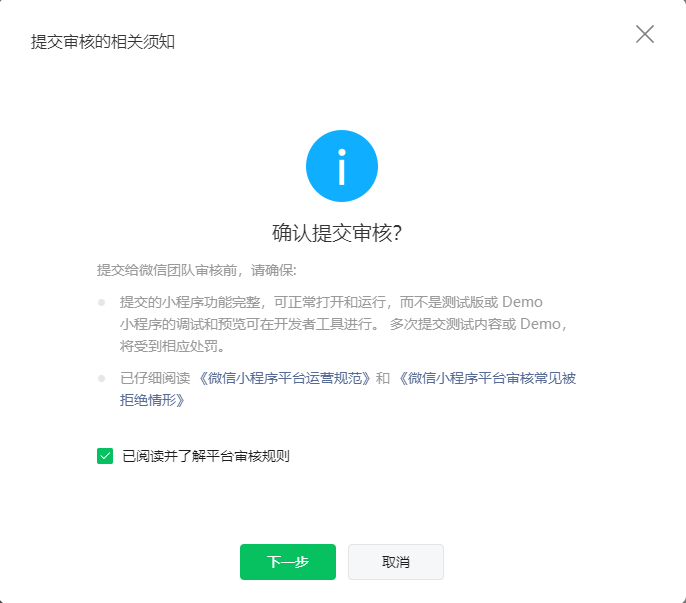 提交审核的相关须知
确认提交审核?
提交给微信团队审核前，请确保:
提交的小程序功能完整，可正常打开和运行，而不是测试版或 Demo
小程序的调试和预览可在开发者工具进行。 多次提交测试内容或 Demo，
将受到相应处罚。
已仔细阅读 《微信小程序平台运营规范》和 《微信小程序平台审核常见被
拒绝情形》
已阅读并了解平台审核规则
下一步
取消